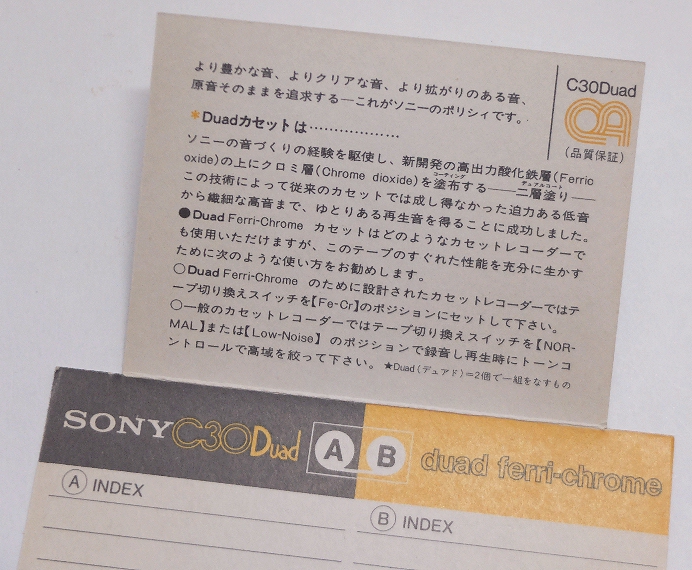 より豊かな音、よりクリアな音、より拡がりのある音、
原音そのままを追求する—これがソニーのポリシィです。
C30Duad
QA
(品質保証)
*Duadカセットは………………
ソニーの音づくりの経験を駆使し、新開発の高出力酸化鉄層(Ferric
oxide)の上にクロミ層(Chrome dioxide)を塗布する——二層塗り——
コーティング
デュアルコート
この技術によって従来のカセットでは成し得なかった迫力ある低音
から繊細な高音まで、ゆとりある再生音を得ることに成功しました。
●Duad Ferri-Chrome カセットはどのようなカセットレコーダーで
も使用いただけますが、このテープのすぐれた性能を充分に生かす
ために次のような使い方をお勧めします。
○Duad Ferri-Chrome のために設計されたカセットレコーダーではテ
ープ切り換えスイッチを【Fe-Cr】のポジションにセットして下さい。
○一般のカセットレコーダーではテープ切り換えスイッチを【NOR-
MAL】または【Low-Noise】 のポジションで録音し再生時にトーンコ
ントロールで高域を絞って下さい。 ★Duad(デュアド)=2個で一組をなすもの
SONY C30Duad A B duad ferri-chrome
A INDEX
B INDEX